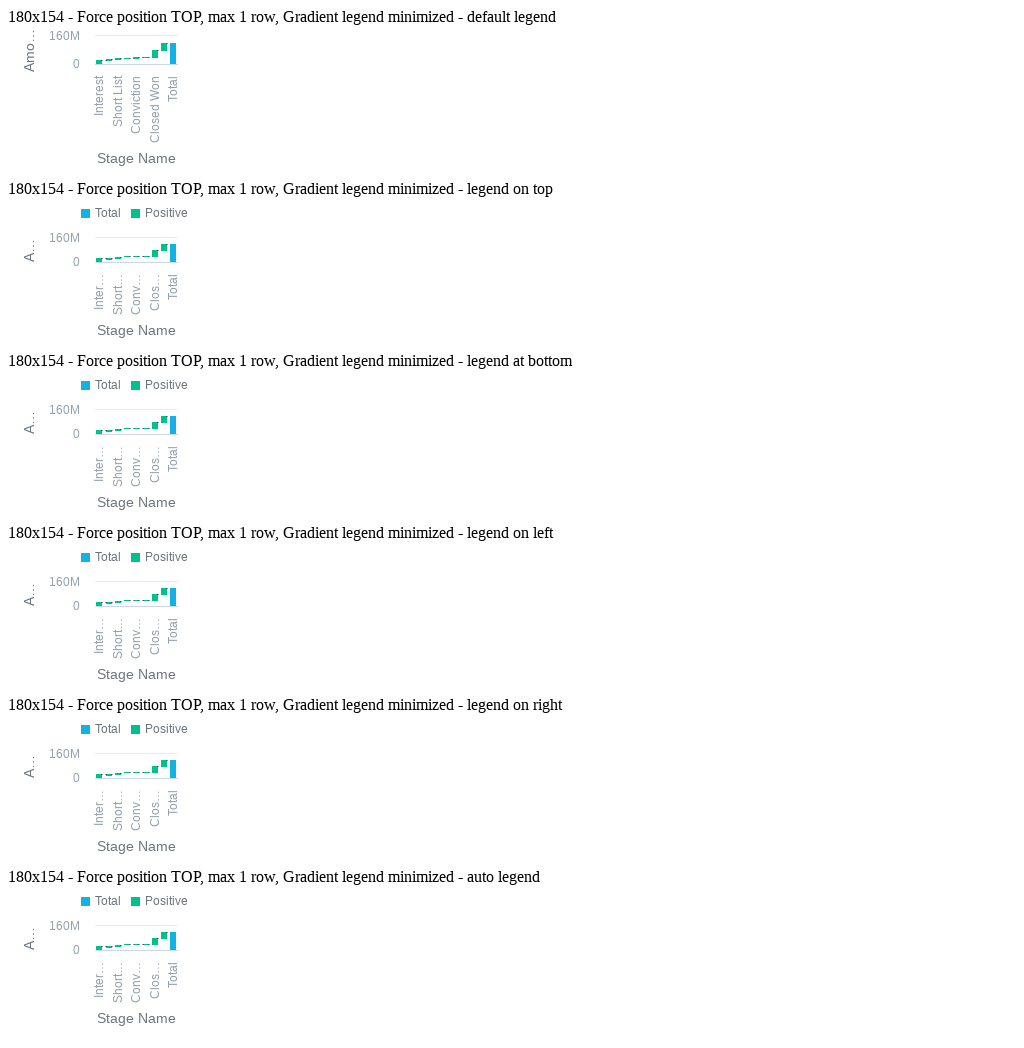 180x154 - Force position TOP, max 1 row, Gradient legend minimized - default legend
Amo...
160M
0
Interest
Short List
Conviction
Closed Won
Total
Stage Name
180x154 - Force position TOP, max 1 row, Gradient legend minimized - legend on top
Total Positive
A...
160M
0
Inter...
Short...
Conv...
Clos...
Total
Stage Name
180x154 - Force position TOP, max 1 row, Gradient legend minimized - legend at bottom
Total Positive
A...
160M
0
Inter...
Short...
Conv...
Clos...
Total
Stage Name
180x154 - Force position TOP, max 1 row, Gradient legend minimized - legend on left
Total Positive
A...
160M
0
Inter...
Short...
Conv...
Clos...
Total
Stage Name
180x154 - Force position TOP, max 1 row, Gradient legend minimized - legend on right
Total Positive
A...
160M
0
Inter...
Short...
Conv...
Clos...
Total
Stage Name
180x154 - Force position TOP, max 1 row, Gradient legend minimized - auto legend
Total Positive
A...
160M
0
Inter...
Short...
Conv...
Clos...
Total
Stage Name